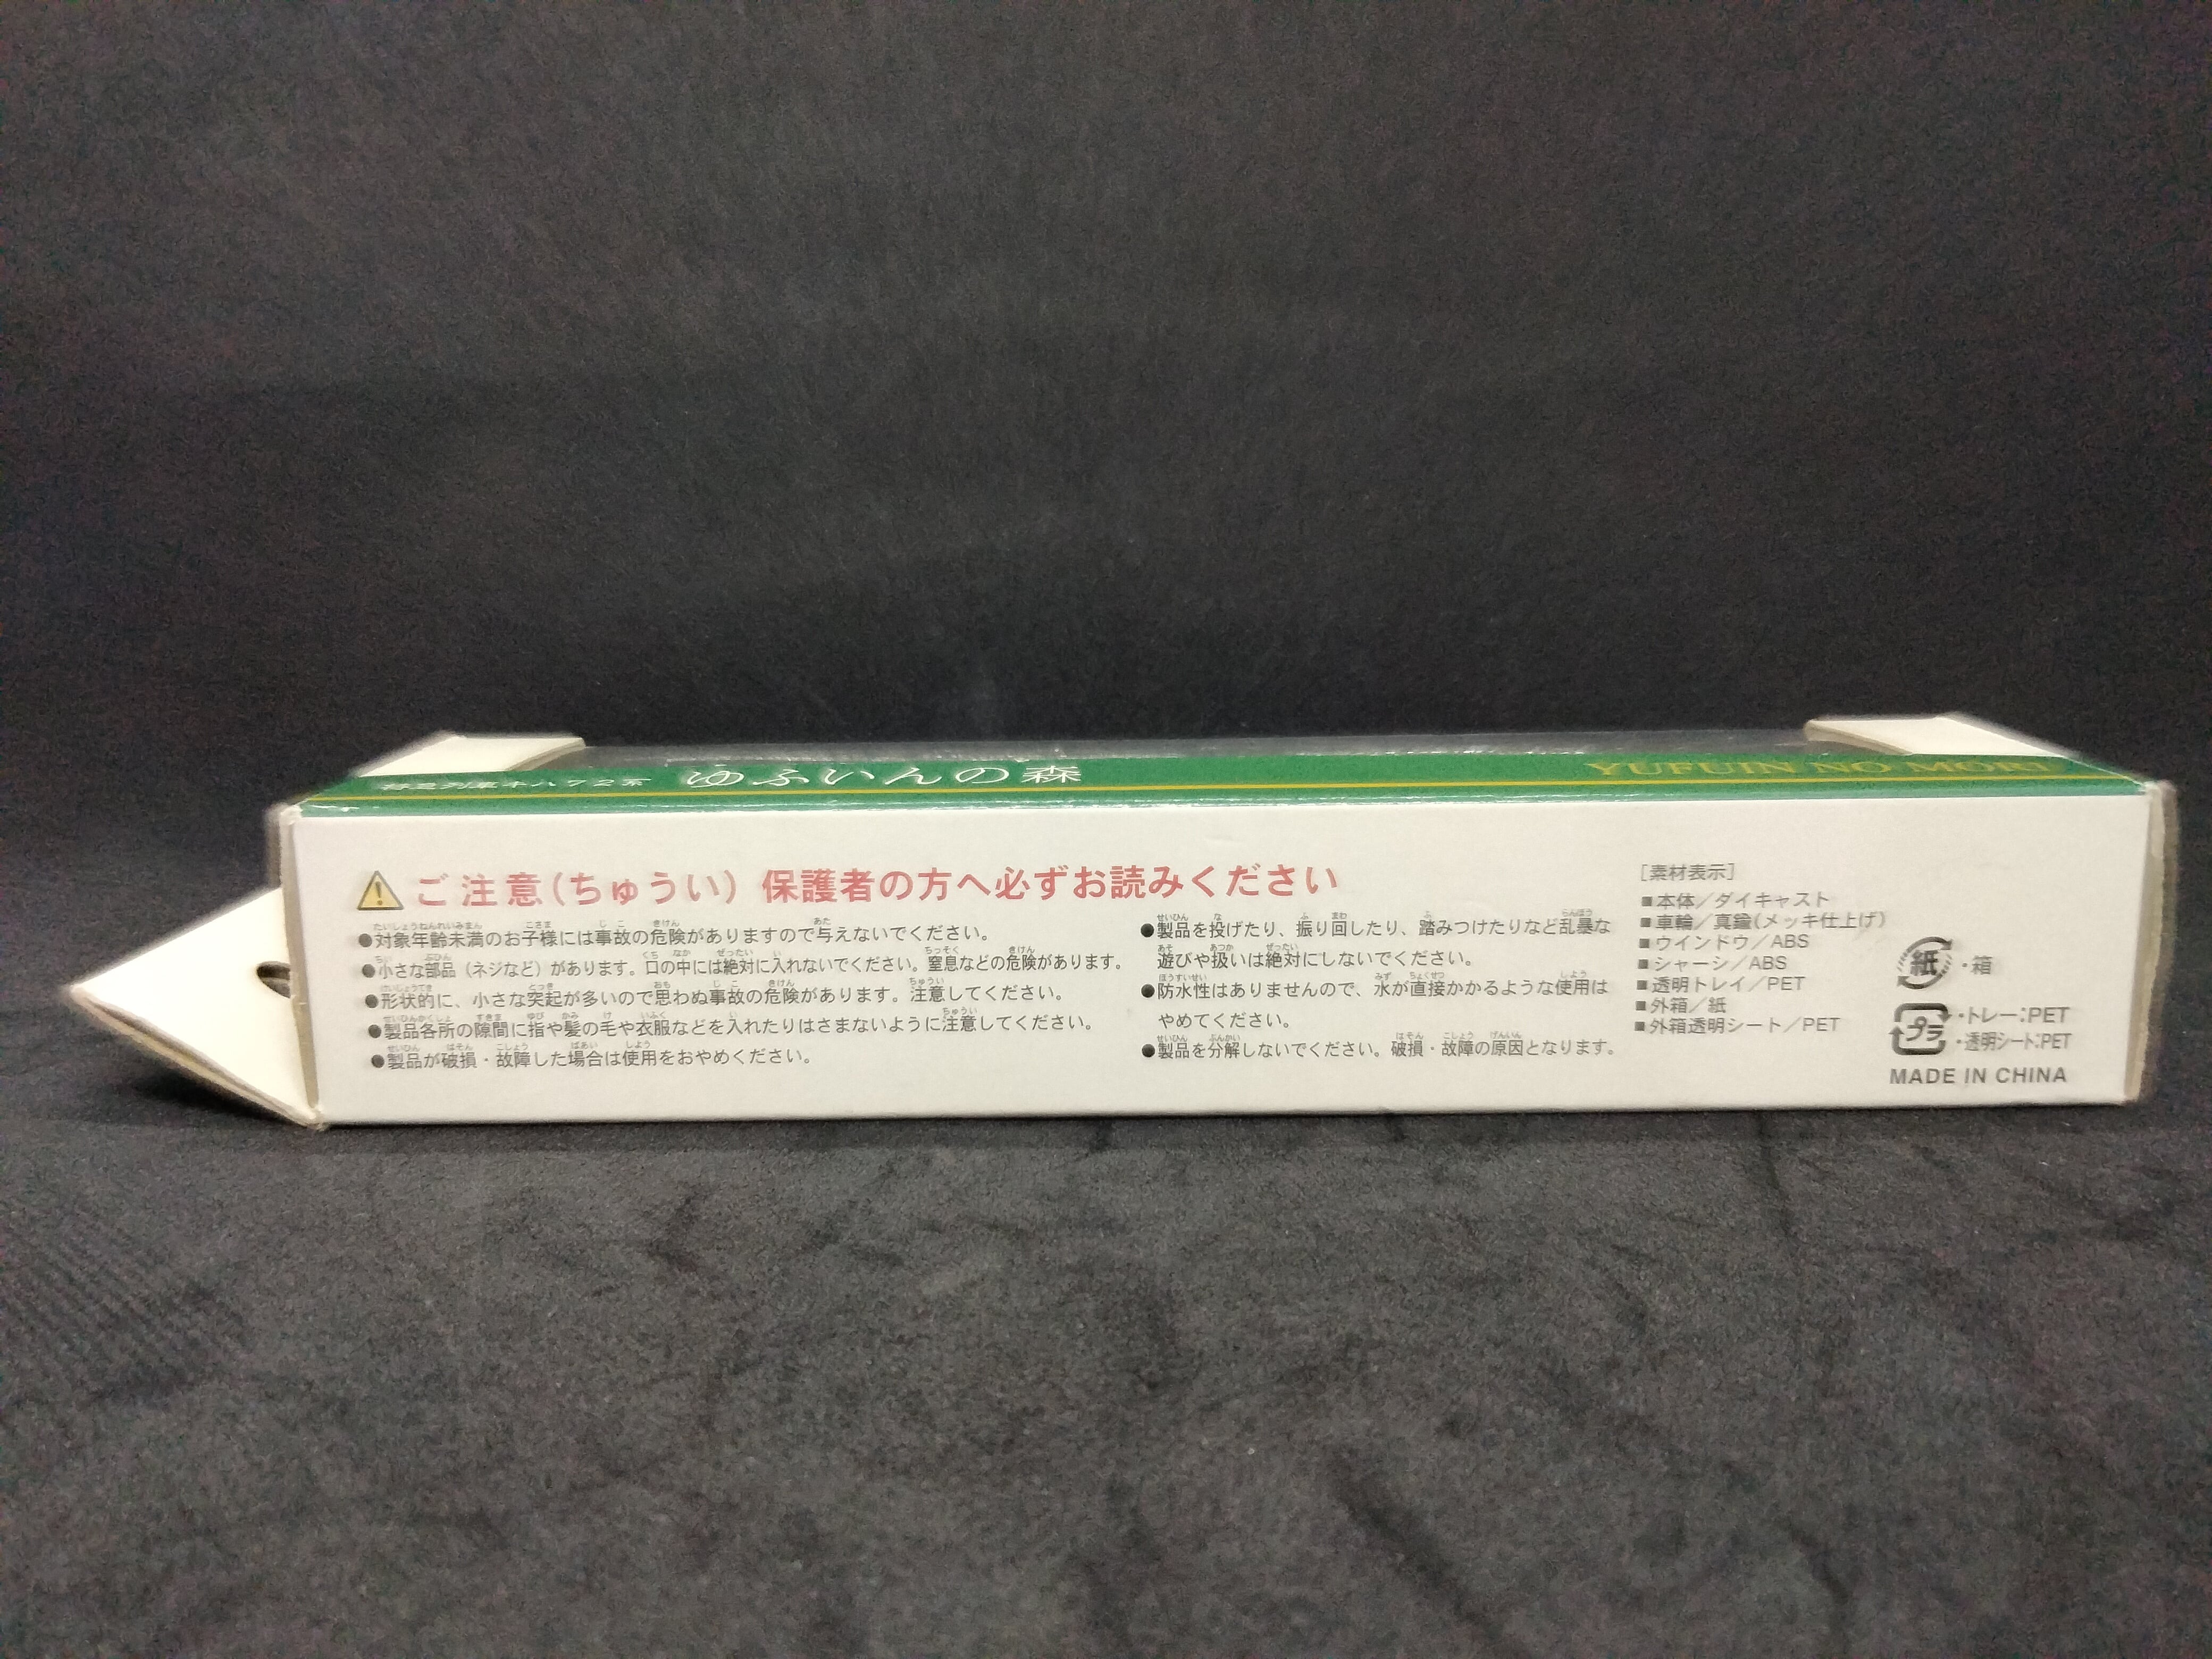 特急列車キハ72系 ゆふいんの森 YUFUIN NO MORI
ご注意(ちゅうい) 保護者の方へ必ずお読みください
●対象年齢未満のお子様には事故の危険がありますので与えないでください。
●小さな部品(ネジなど)があります。口の中には絶対に入れないでください。窒息などの危険があります。
●形状的に、小さな突起が多いので思わぬ事故の危険があります。注意してください。
●製品各所の隙間に指や髪の毛や衣服などを入れたりはさまないように注意してください。
●製品が破損・故障した場合は使用をおやめください。
●製品を投げたり、振り回したり、踏みつけたりなど乱暴な
遊びや扱いは絶対にしないでください。
●防水性はありませんので、水が直接かかるような使用は
やめてください。
●製品を分解しないでください。破損・故障の原因となります。
[素材表示]
■本体/ダイキャスト
■車輪/真鍮(メッキ仕上げ)
■ウインドウ/ABS
■シャーシ/ABS
■透明トレイ/PET
■外箱/紙
■外箱透明シート/PET
紙 ・箱
プラ ・トレー:PET
・透明シート:PET
MADE IN CHINA